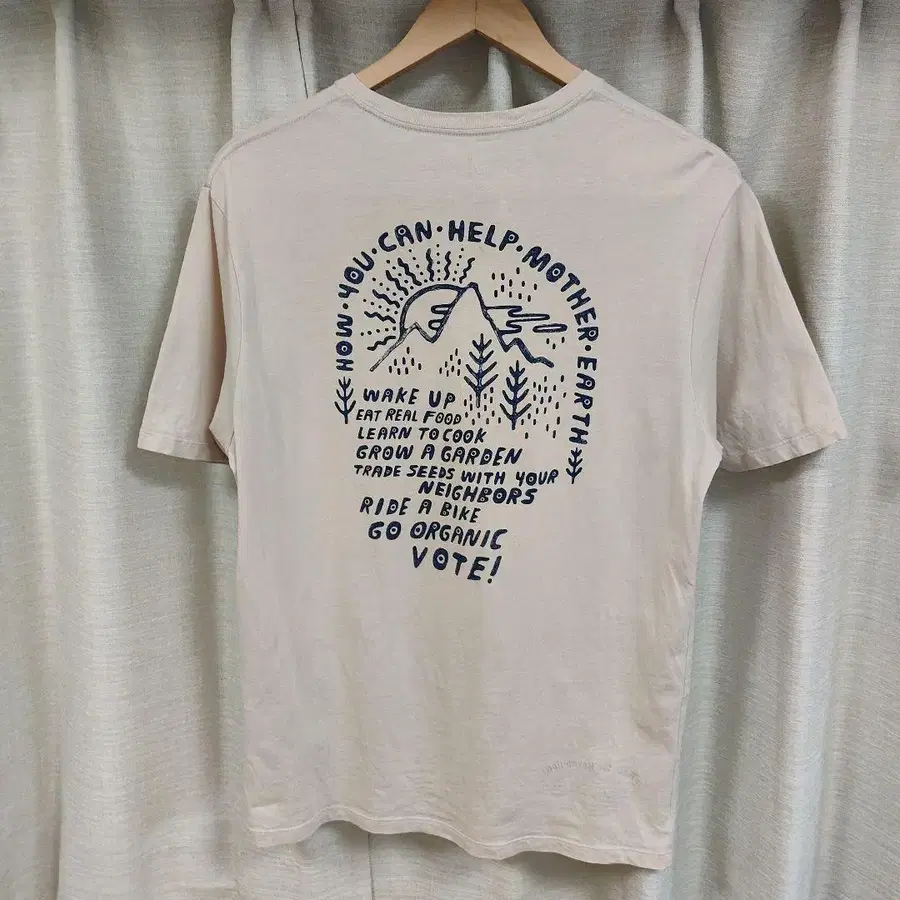 HOW · YOU · CAN · HELP · MOTHER · EARTH
WAKE UP
EAT REAL FOOD
LEARN TO COOK
GROW A GARDEN
TRADE SEEDS WITH YOUR
NEIGHBORS
RIDE A BIKE
GO ORGANIC
VOTE!